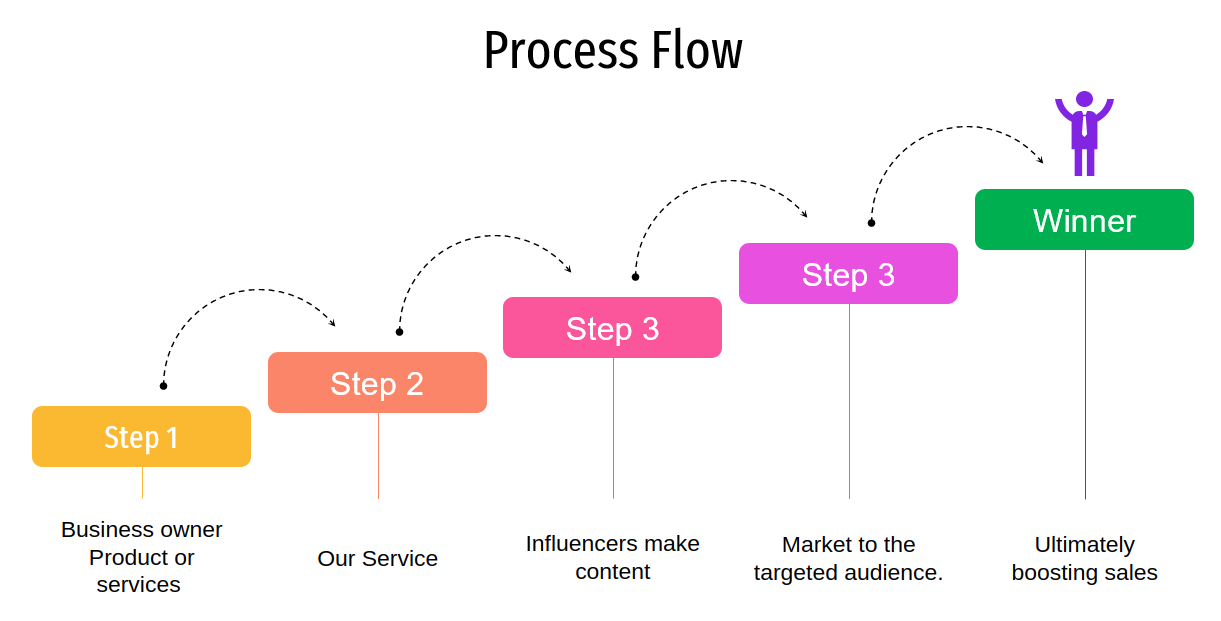 Process Flow
Winner
Step 3
Step 3
Step 2
Step 1
Business owner
Product or
services
Our Service
Influencers make
content
Market to the
targeted audience.
Ultimately
boosting sales